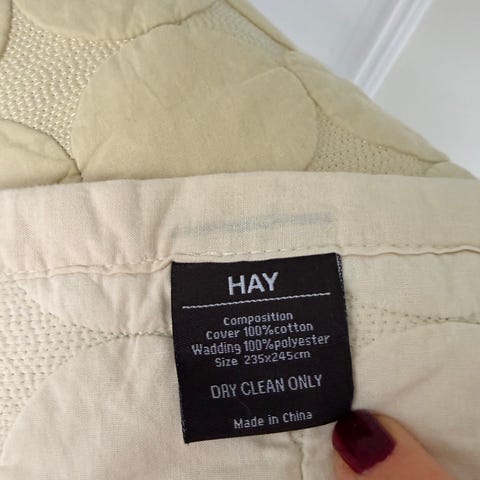 HAY
Composition
Cover 100%cotton
Wadding 100%polyester
Size 235x245cm
DRY CLEAN ONLY
Made in China